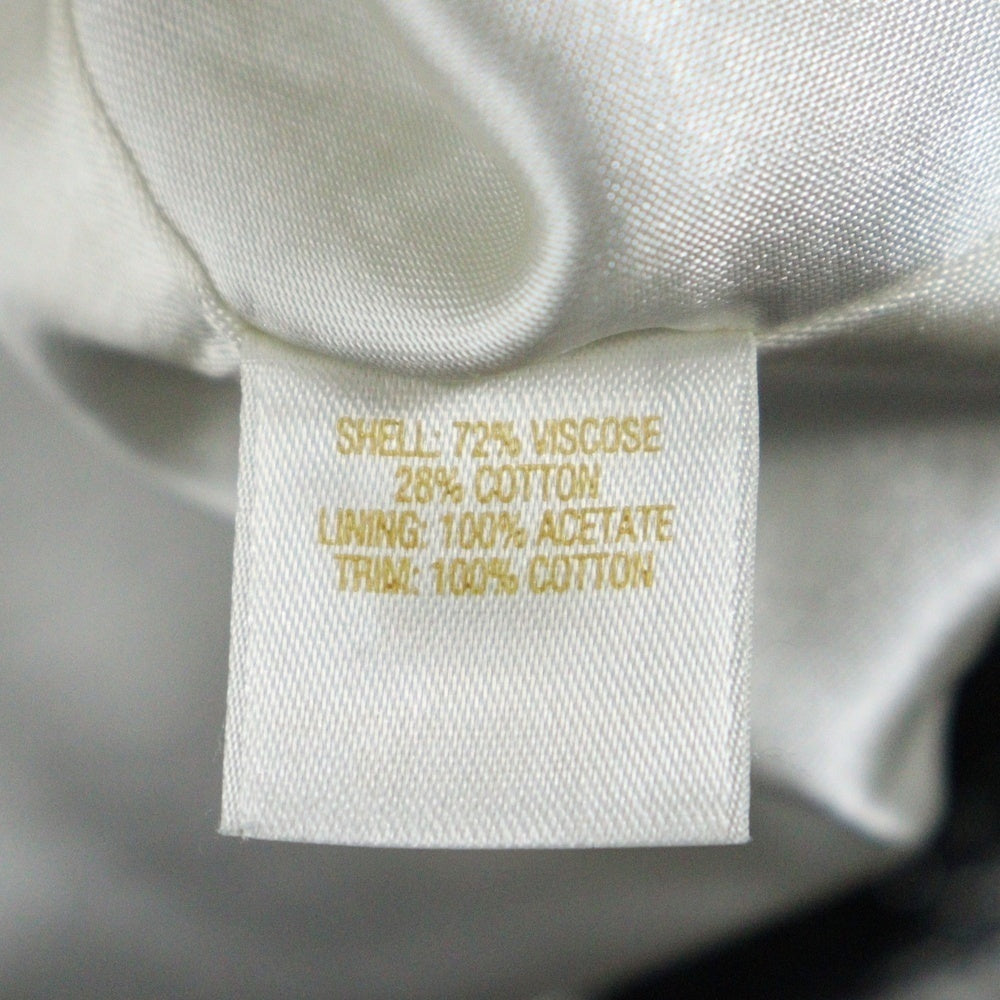 SHELL: 72% VISCOSE
28% COTTON
LINING: 100% ACETATE
TRIM: 100% COTTON